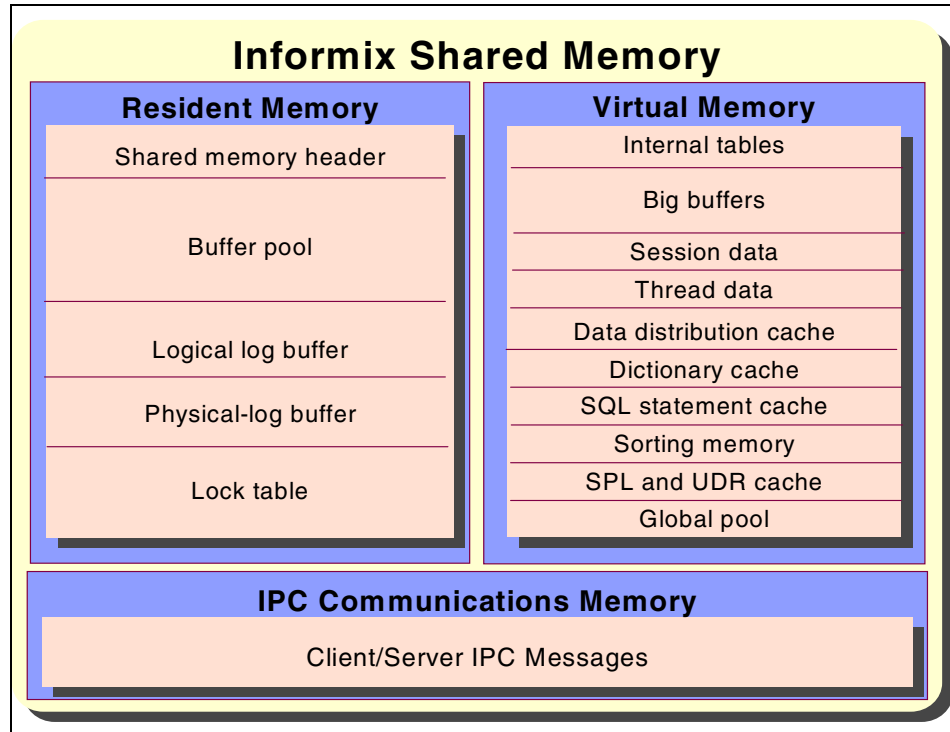 Informix Shared Memory
Resident Memory
Shared memory header
Buffer pool
Logical log buffer
Physical-log buffer
Lock table
Virtual Memory
Internal tables
Big buffers
Session data
Thread data
Data distribution cache
Dictionary cache
SQL statement cache
Sorting memory
SPL and UDR cache
Global pool
IPC Communications Memory
Client/Server IPC Messages